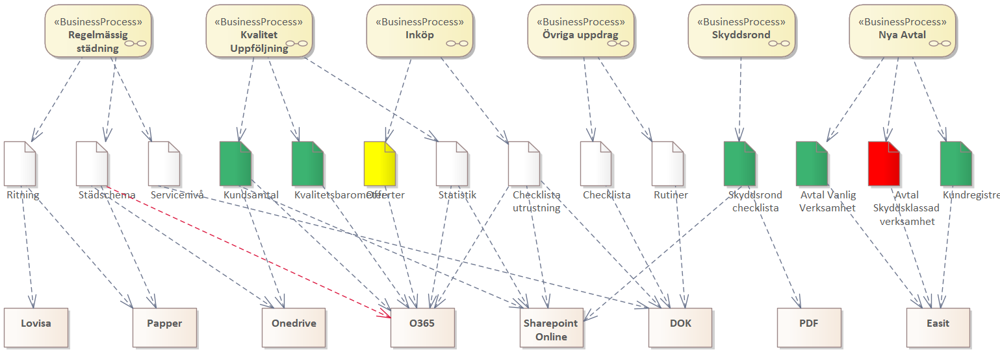 «BusinessProcess»
Regelmässig
städning
«BusinessProcess»
Kvalitet
Uppföljning
«BusinessProcess»
Inköp
«BusinessProcess»
Övriga uppdrag
«BusinessProcess»
Skyddsrond
«BusinessProcess»
Nya Avtal
Ritning
Städschema
Servicenivå
Kundsamtal
Kvalitetsbarometer
Offerter
Statistik
Checklista
utrustning
Checklista
Rutiner
Skyddsrond
checklista
Avtal Vanlig
Verksamhet
Avtal
Skyddsklassad
verksamhet
Kundregistre
Lovisa
Papper
Onedrive
O365
Sharepoint
Online
DOK
PDF
Easit